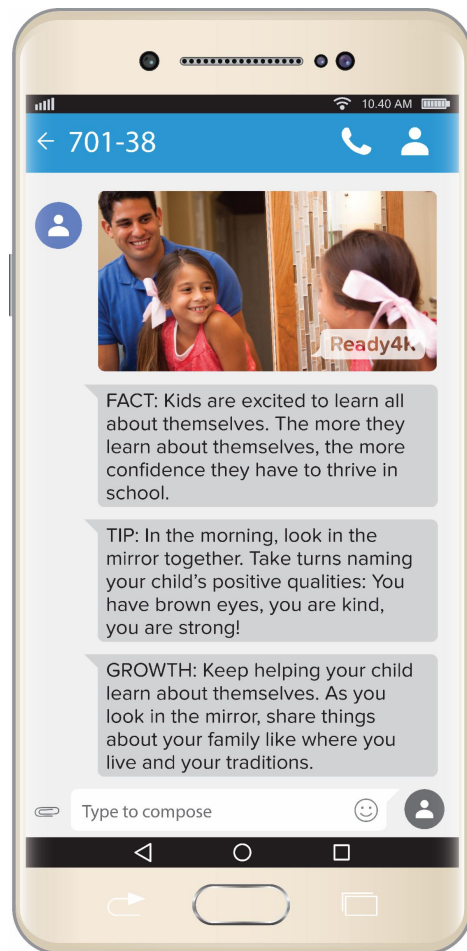 10.40 AM
701-38
Ready4K
FACT: Kids are excited to learn all
about themselves. The more they
learn about themselves, the more
confidence they have to thrive in
school.
TIP: In the morning, look in the
mirror together. Take turns naming
your child’s positive qualities: You
have brown eyes, you are kind,
you are strong!
GROWTH: Keep helping your child
learn about themselves. As you
look in the mirror, share things
about your family like where you
live and your traditions.
Type to compose